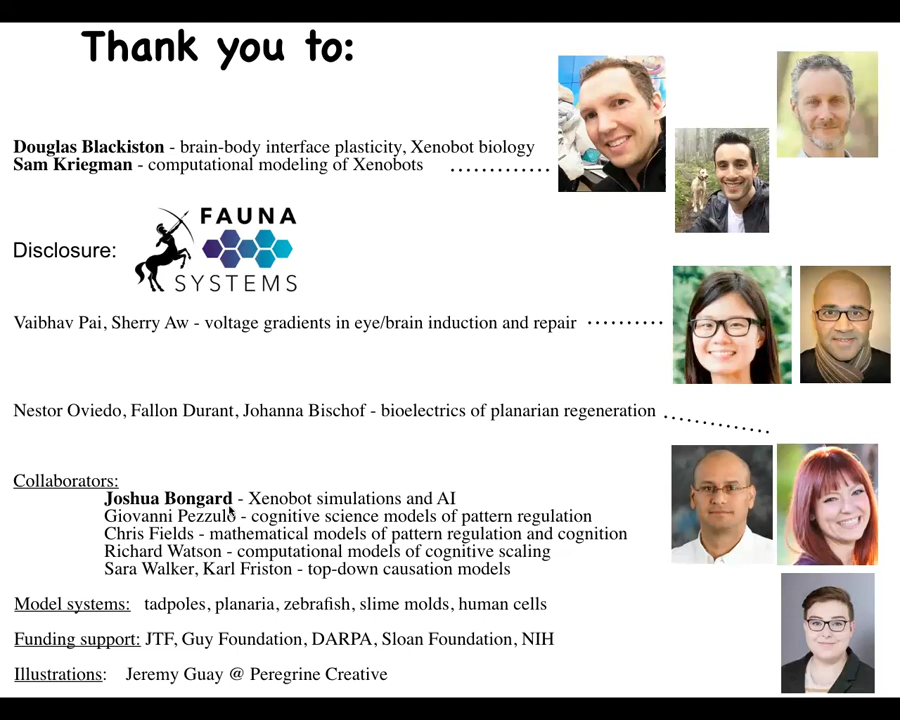 Thank you to:
Douglas Blackiston - brain-body interface plasticity, Xenobot biology
Sam Kriegman - computational modeling of Xenobots
Disclosure:
FAUNA
SYSTEMS
Vaibhav Pai, Sherry Aw - voltage gradients in eye/brain induction and repair
Nestor Oviedo, Fallon Durant, Johanna Bischof - bioelectrics of planarian regeneration
Collaborators:
Joshua Bongard - Xenobot simulations and AI
Giovanni Pezzulo - cognitive science models of pattern regulation
Chris Fields - mathematical models of pattern regulation and cognition
Richard Watson - computational models of cognitive scaling
Sara Walker, Karl Friston - top-down causation models
Model systems: tadpoles, planaria, zebrafish, slime molds, human cells
Funding support: JTF, Guy Foundation, DARPA, Sloan Foundation, NIH
Illustrations: Jeremy Guay @ Peregrine Creative